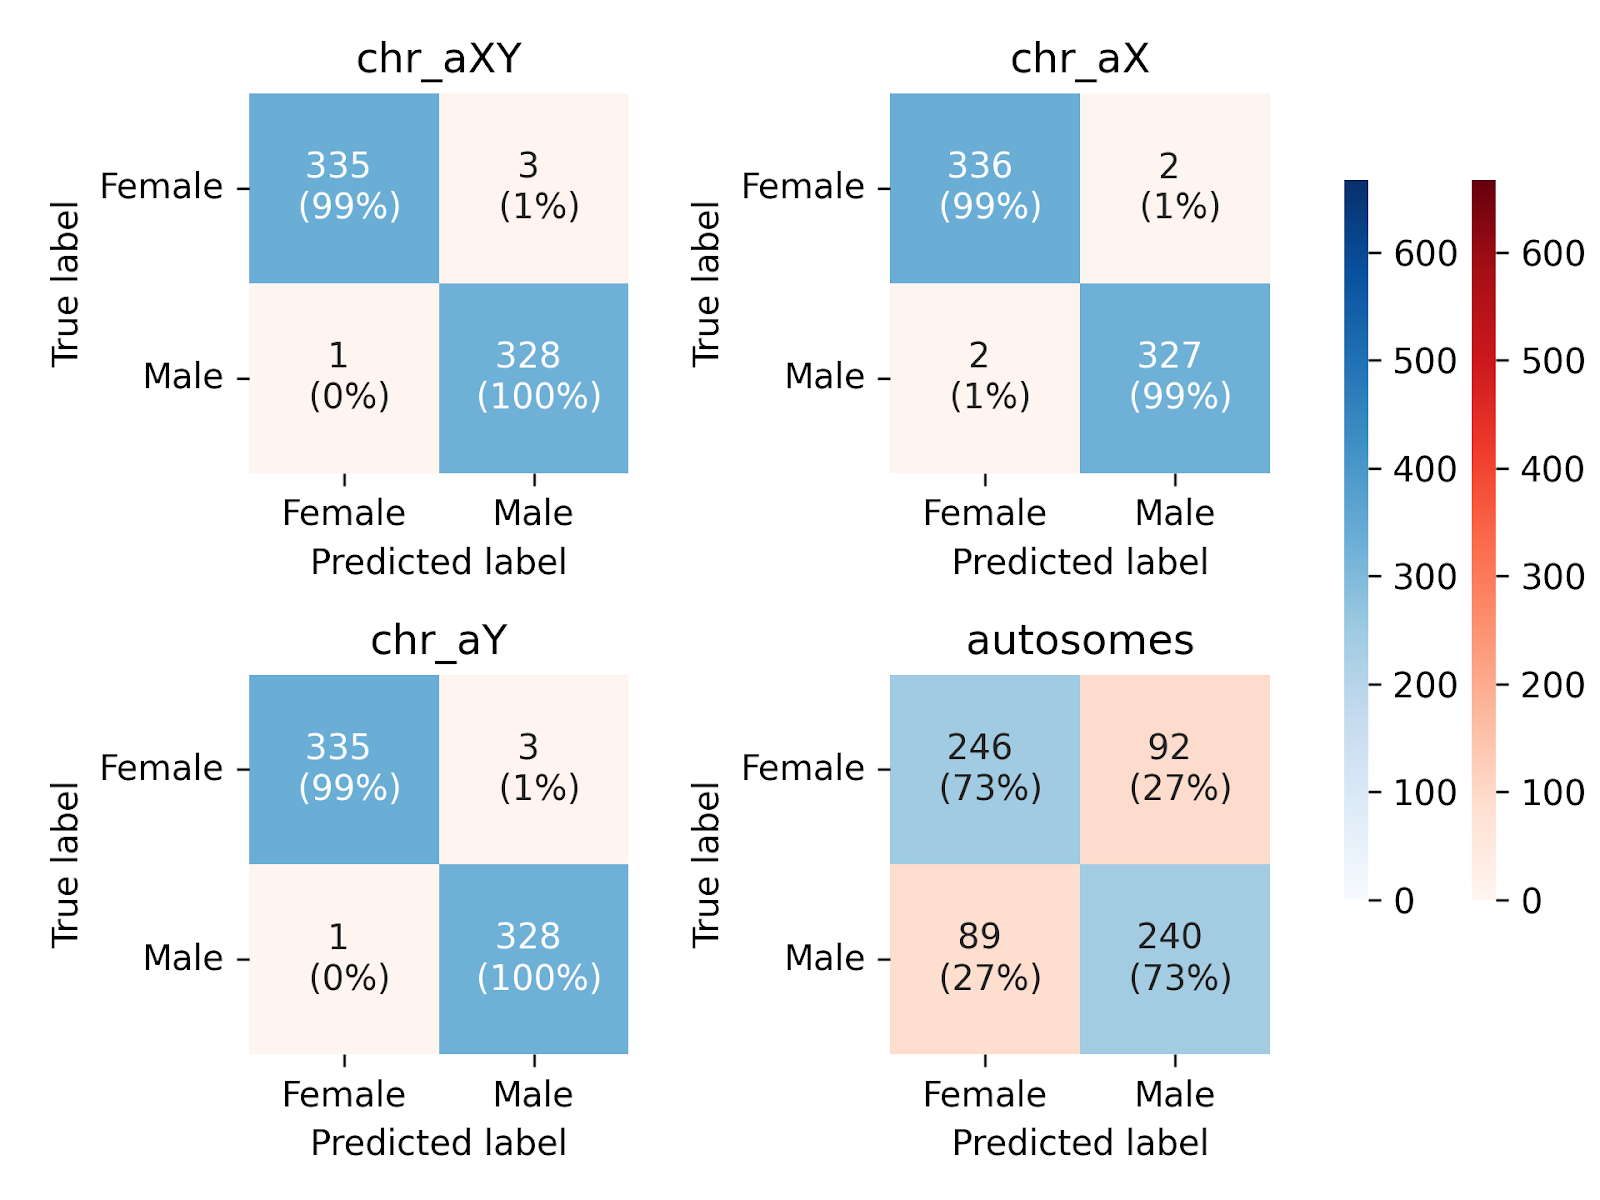 chr_aXY
True label
Female
335
(99%)
3
(1%)
Male
1
(0%)
328
(100%)
Female
Male
Predicted label
chr_aX
True label
Female
336
(99%)
2
(1%)
Male
2
(1%)
327
(99%)
Female
Male
Predicted label
chr_aY
True label
Female
335
(99%)
3
(1%)
Male
1
(0%)
328
(100%)
Female
Male
Predicted label
autosomes
True label
Female
246
(73%)
92
(27%)
Male
89
(27%)
240
(73%)
Female
Male
Predicted label
600
500
400
300
200
100
0
600
500
400
300
200
100
0